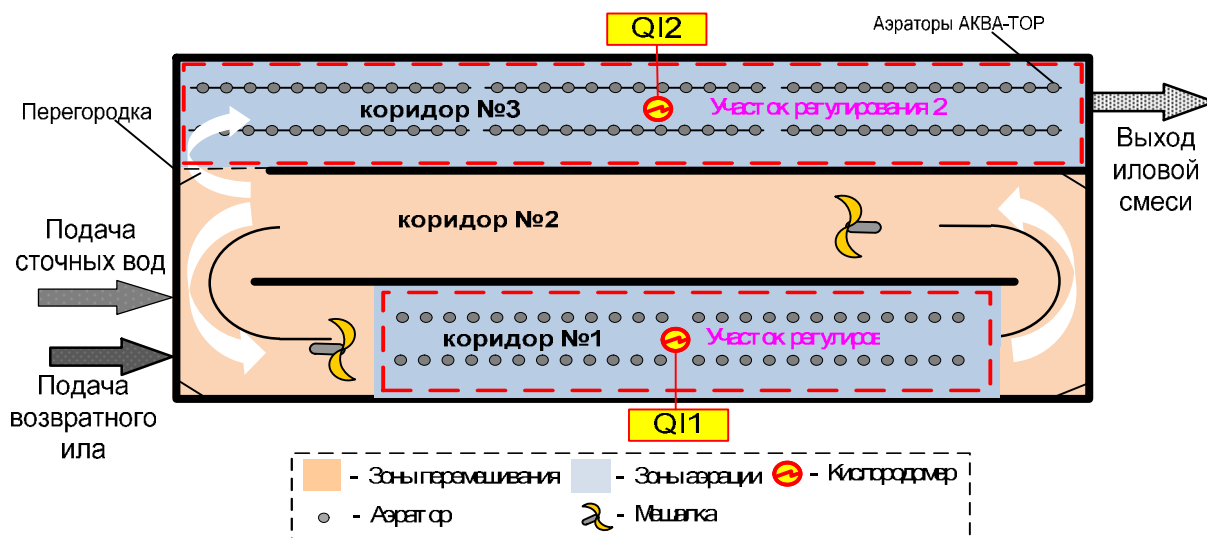 QI2
Аэраторы АКВА-ТОР
Перегородка
коридор №3
Участок регулирования 2
Выход
иловой
смеси
коридор №2
Подача
сточных вод
коридор №1
Участок регулиров
Подача
возвратного
ила
QI1
- Зоны перемешивания
- Зоны аэрации
- Кислородомер
- Аэратор
- Мешалка